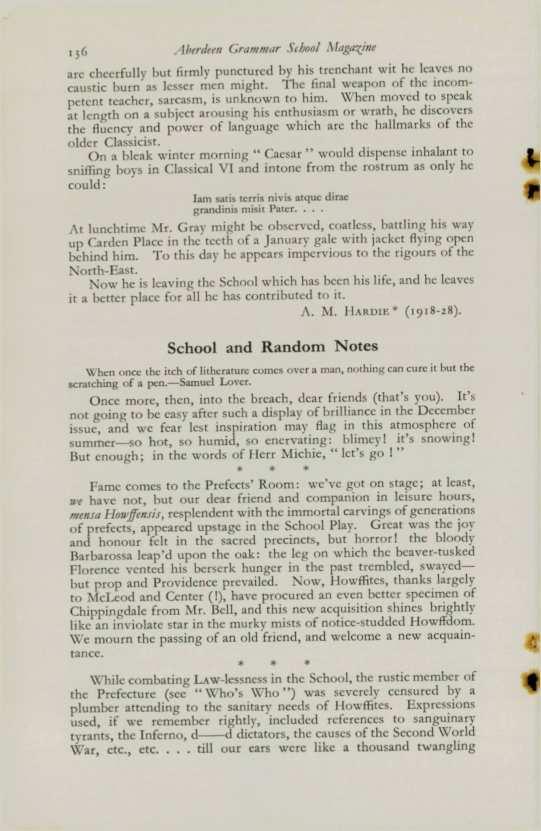 156 Aberdeen Grammar School Magazine
are cheerfully but firmly punctured by his trenchant wit he leaves no
caustic burn as lesser men might. The final weapon of the incom-
petent teacher, sarcasm, is unknown to him. When moved to speak
at length on a subject arousing his enthusiasm or wrath, he discovers
the fluency and power of language which are the hallmarks of the
older Classicist.
On a bleak winter morning “ Caesar ” would dispense inhalant to
sniffing boys in Classical VI and intone from the rostrum as only he
could:
Iam satis terris nivis atque dirae
grandinis misit Pater. . . .
At lunchtime Mr. Gray might be observed, coatless, battling his way
up Carden Place in the teeth of a January gale with jacket flying open
behind him. To this day he appears impervious to the rigours of the
North-East.
Now he is leaving the School which has been his life, and he leaves
it a better place for all he has contributed to it.
A. M. HARDIE * (1918-28).
School and Random Notes
When once the itch of litherature comes over a man, nothing can cure it but the
scratching of a pen.—Samuel Lover.
Once more, then, into the breach, dear friends (that’s you). It’s
not going to be easy after such a display of brilliance in the December
issue, and we fear lest inspiration may flag in this atmosphere of
summer—so hot, so humid, so enervating: blimey! it’s snowing!
But enough; in the words of Herr Michie, “ let’s go ! ”
* * *
Fame comes to the Prefects’ Room: we’ve got on stage; at least,
we have not, but our dear friend and companion in leisure hours,
mensa Howffensis, resplendent with the immortal carvings of generations
of prefects, appeared upstage in the School Play. Great was the joy
and honour felt in the sacred precincts, but horror! the bloody
Barbarossa leap’d upon the oak: the leg on which the beaver-tusked
Florence vented his berserk hunger in the past trembled, swayed—
but prop and Providence prevailed. Now, Howffites, thanks largely
to McLeod and Center (!), have procured an even better specimen of
Chippingdale from Mr. Bell, and this new acquisition shines brightly
like an inviolate star in the murky mists of notice-studded Howffdom.
We mourn the passing of an old friend, and welcome a new acquain-
tance.
* * *
While combating LAW-lessness in the School, the rustic member of
the Prefecture (see “ Who’s Who ”) was severely censured by a
plumber attending to the sanitary needs of Howffites. Expressions
used, if we remember rightly, included references to sanguinary
tyrants, the Inferno, d——d dictators, the causes of the Second World
War, etc., etc. . . . till our ears were like a thousand twangling